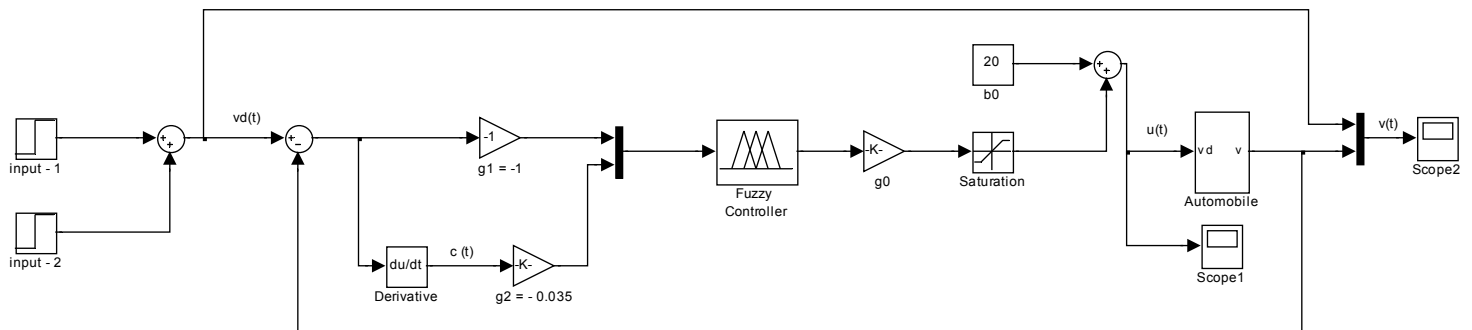 input - 1
input - 2
+
+
vd(t)
+
−
-1
g1 = -1
du/dt
Derivative
c (t)
-K-
g2 = - 0.035
Fuzzy
Controller
-K-
g0
Saturation
20
b0
+
+
u(t)
vd
v
Automobile
Scope1
v(t)
Scope2